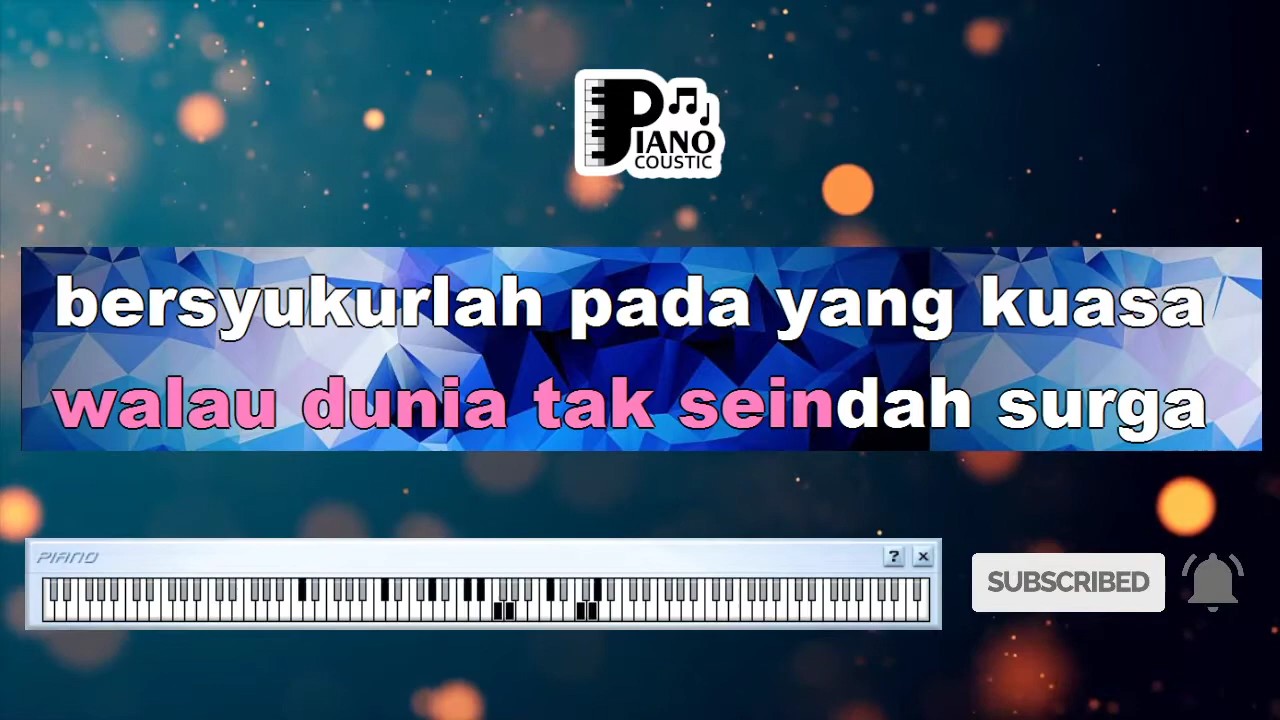 PIANO
COUSTIC
bersyukurlah pada yang kuasa
walau dunia tak seindah surga
PIANO
?
×
SUBSCRIBED